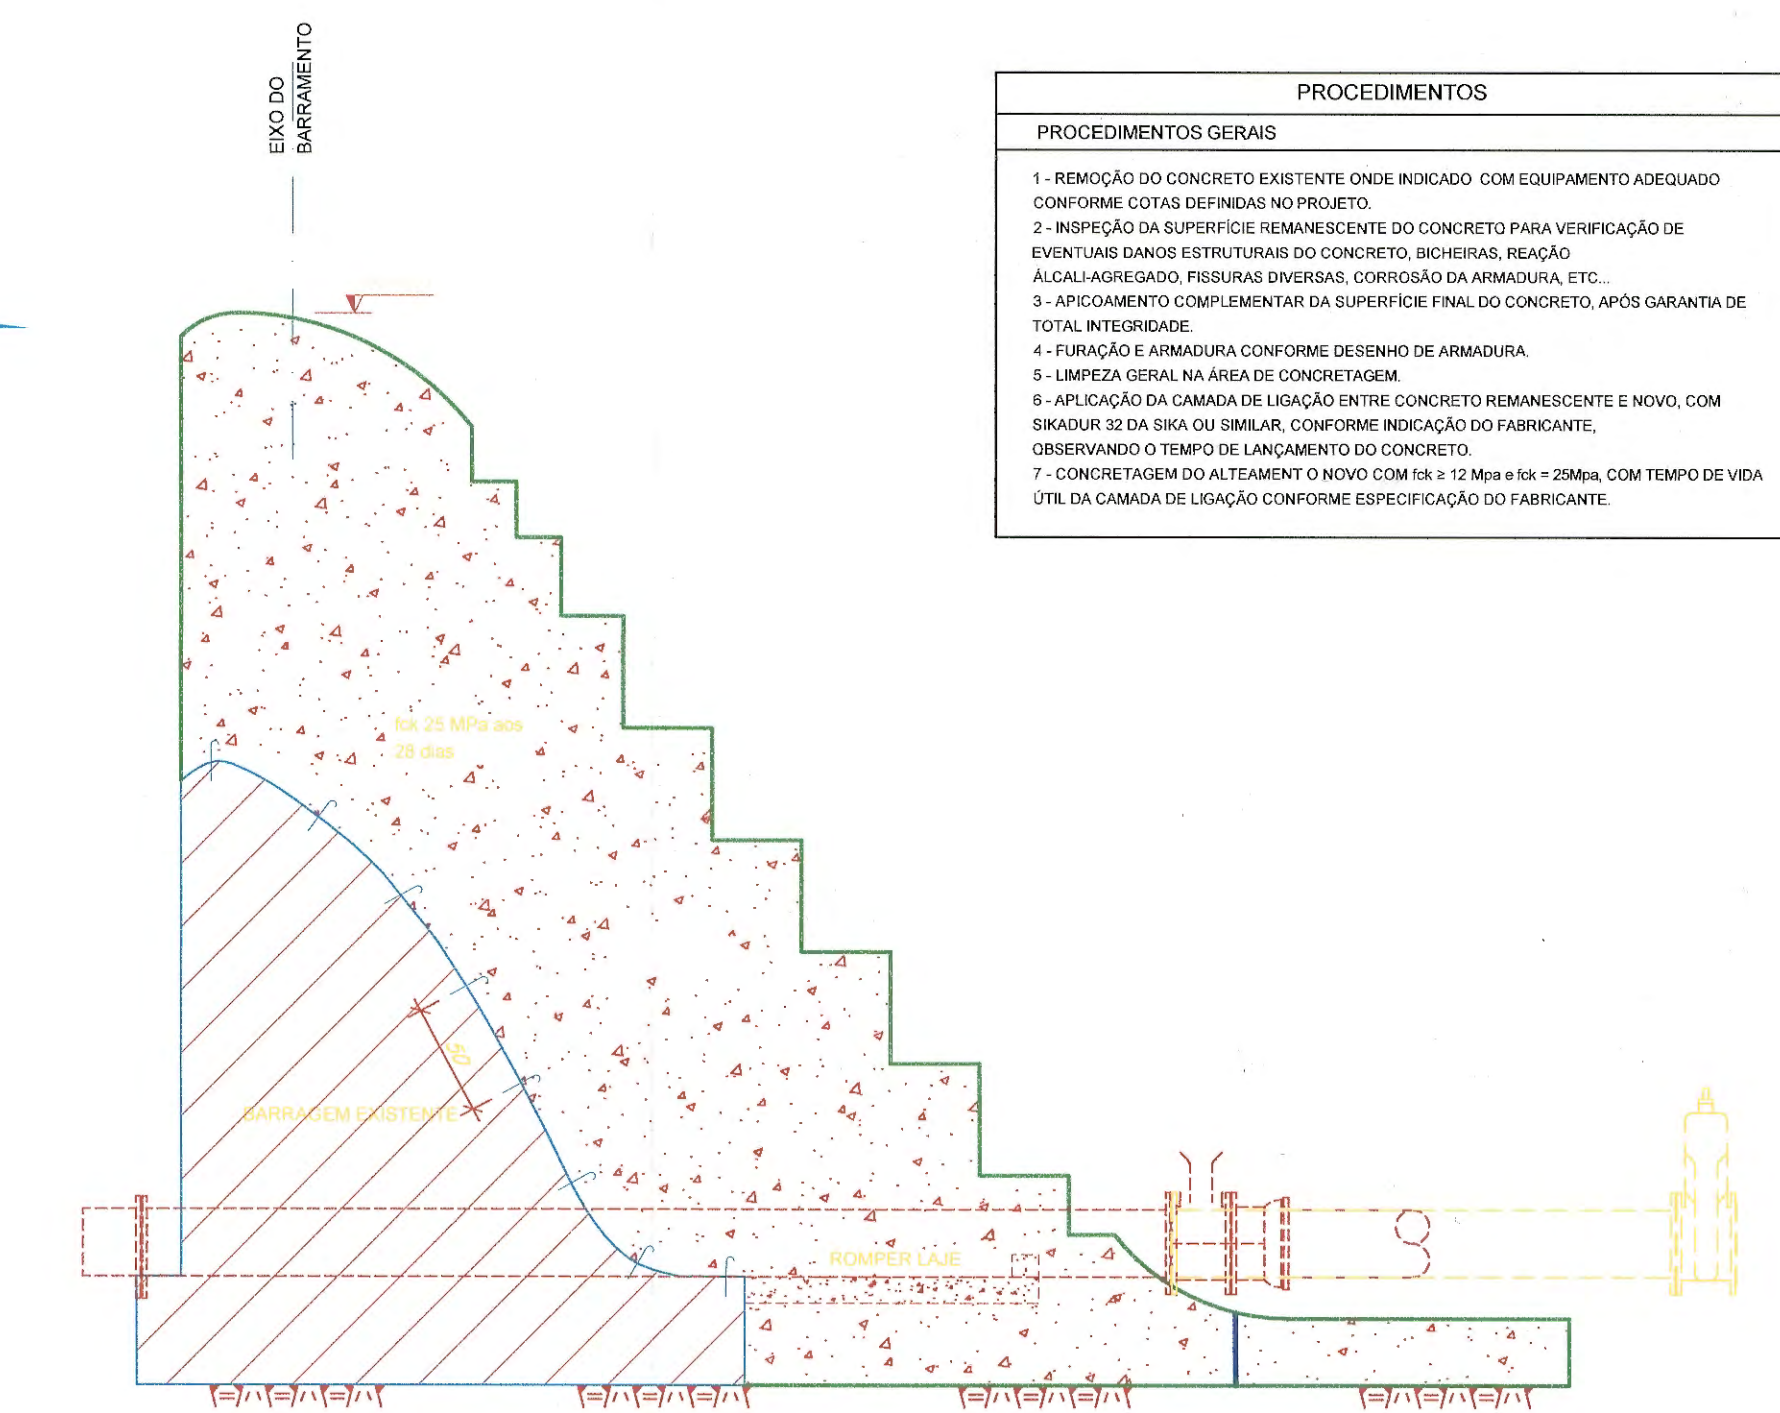 EIXO DO
BARRAMENTO
PROCEDIMENTOS
PROCEDIMENTOS GERAIS
1 - REMOÇÃO DO CONCRETO EXISTENTE ONDE INDICADO COM EQUIPAMENTO ADEQUADO
CONFORME COTAS DEFINIDAS NO PROJETO.
2 - INSPEÇÃO DA SUPERFÍCIE REMANESCENTE DO CONCRETO PARA VERIFICAÇÃO DE
EVENTUAIS DANOS ESTRUTURAIS DO CONCRETO, BICHEIRAS, REAÇÃO
ÁLCALI-AGREGADO, FISSURAS DIVERSAS, CORROSÃO DA ARMADURA, ETC...
3 - APICOAMENTO COMPLEMENTAR DA SUPERFÍCIE FINAL DO CONCRETO, APÓS GARANTIA DE
TOTAL INTEGRIDADE.
4 - FURAÇÃO E ARMADURA CONFORME DESENHO DE ARMADURA.
5 - LIMPEZA GERAL NA ÁREA DE CONCRETAGEM.
6 - APLICAÇÃO DA CAMADA DE LIGAÇÃO ENTRE CONCRETO REMANESCENTE E NOVO, COM
SIKADUR 32 DA SIKA OU SIMILAR, CONFORME INDICAÇÃO DO FABRICANTE,
OBSERVANDO O TEMPO DE LANÇAMENTO DO CONCRETO.
7 - CONCRETAGEM DO ALTEAMENT O NOVO COM fck ≥ 12 Mpa e fck = 25Mpa, COM TEMPO DE VIDA
ÚTIL DA CAMADA DE LIGAÇÃO CONFORME ESPECIFICAÇÃO DO FABRICANTE.
fck 25 MPa aos
28 dias
50
BARRAGEM EXISTENTE
ROMPER LAJE